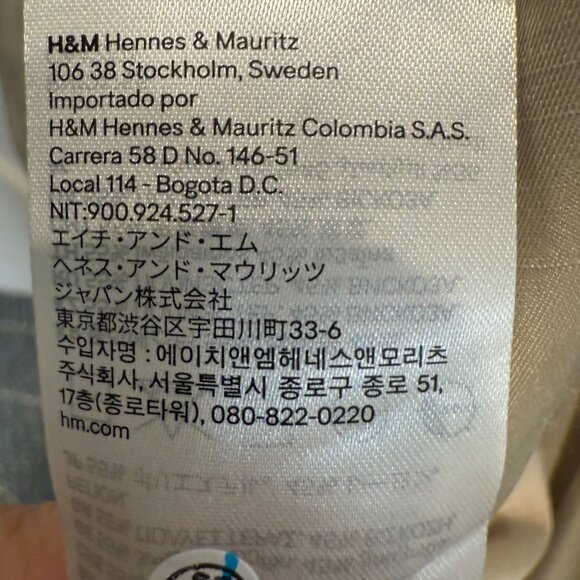 H&M Hennes & Mauritz
106 38 Stockholm, Sweden
Importado por
H&M Hennes & Mauritz Colombia S.A.S.
Carrera 58 D No. 146-51
Local 114 - Bogota D.C.
NIT:900.924.527-1
エイチ・アンド・エム
ヘネス・アンド・マウリッツ
ジャパン株式会社
東京都渋谷区宇田川町33-6
수입자명 : 에이치앤엠헤네스앤모리츠
주식회사, 서울특별시 종로구 종로 51,
17층(종로타워), 080-822-0220
hm.com